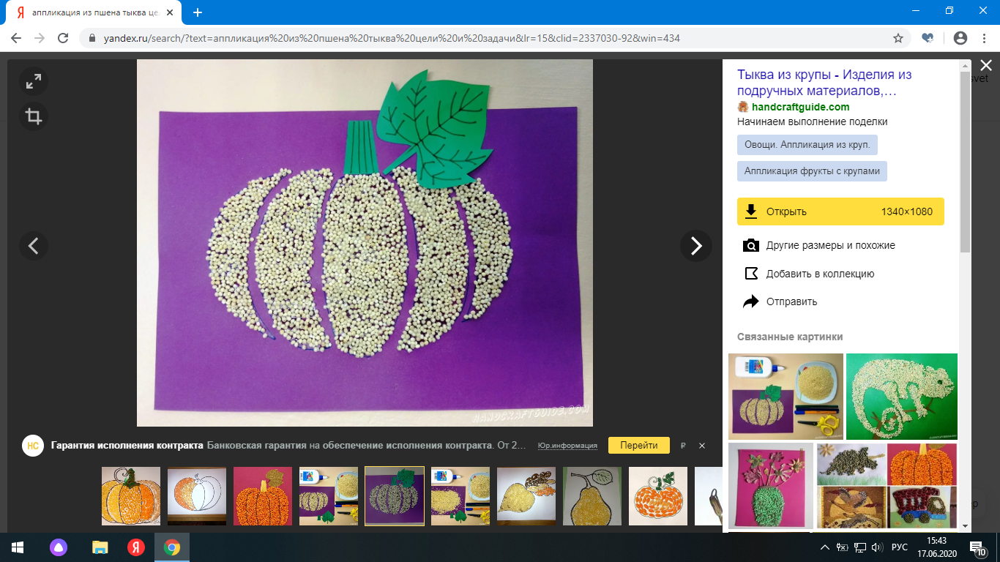 аппликация из пшена тыква це
yandex.ru/search/?text=аппликация%20из%20пшена%20тыква%20цели%20и%20задачи&lr=15&clid=2337030-92&win=434
svet
Тыква из крупы - Изделия из
подручных материалов,…
handcraftguide.com
Начинаем выполнение поделки
Овощи. Аппликация из круп.
Аппликация фрукты с крупами
Открыть 1340×1080
Другие размеры и похожие
Добавить в коллекцию
Отправить
Связанные картинки
HANDCRAFTGUIDE.COM
НС
Гарантия исполнения контракта Банковская гарантия на обеспечение исполнения контракта. От 2…
Юр.информация
Перейти
₽
РУС
15:43
17.06.2020
10